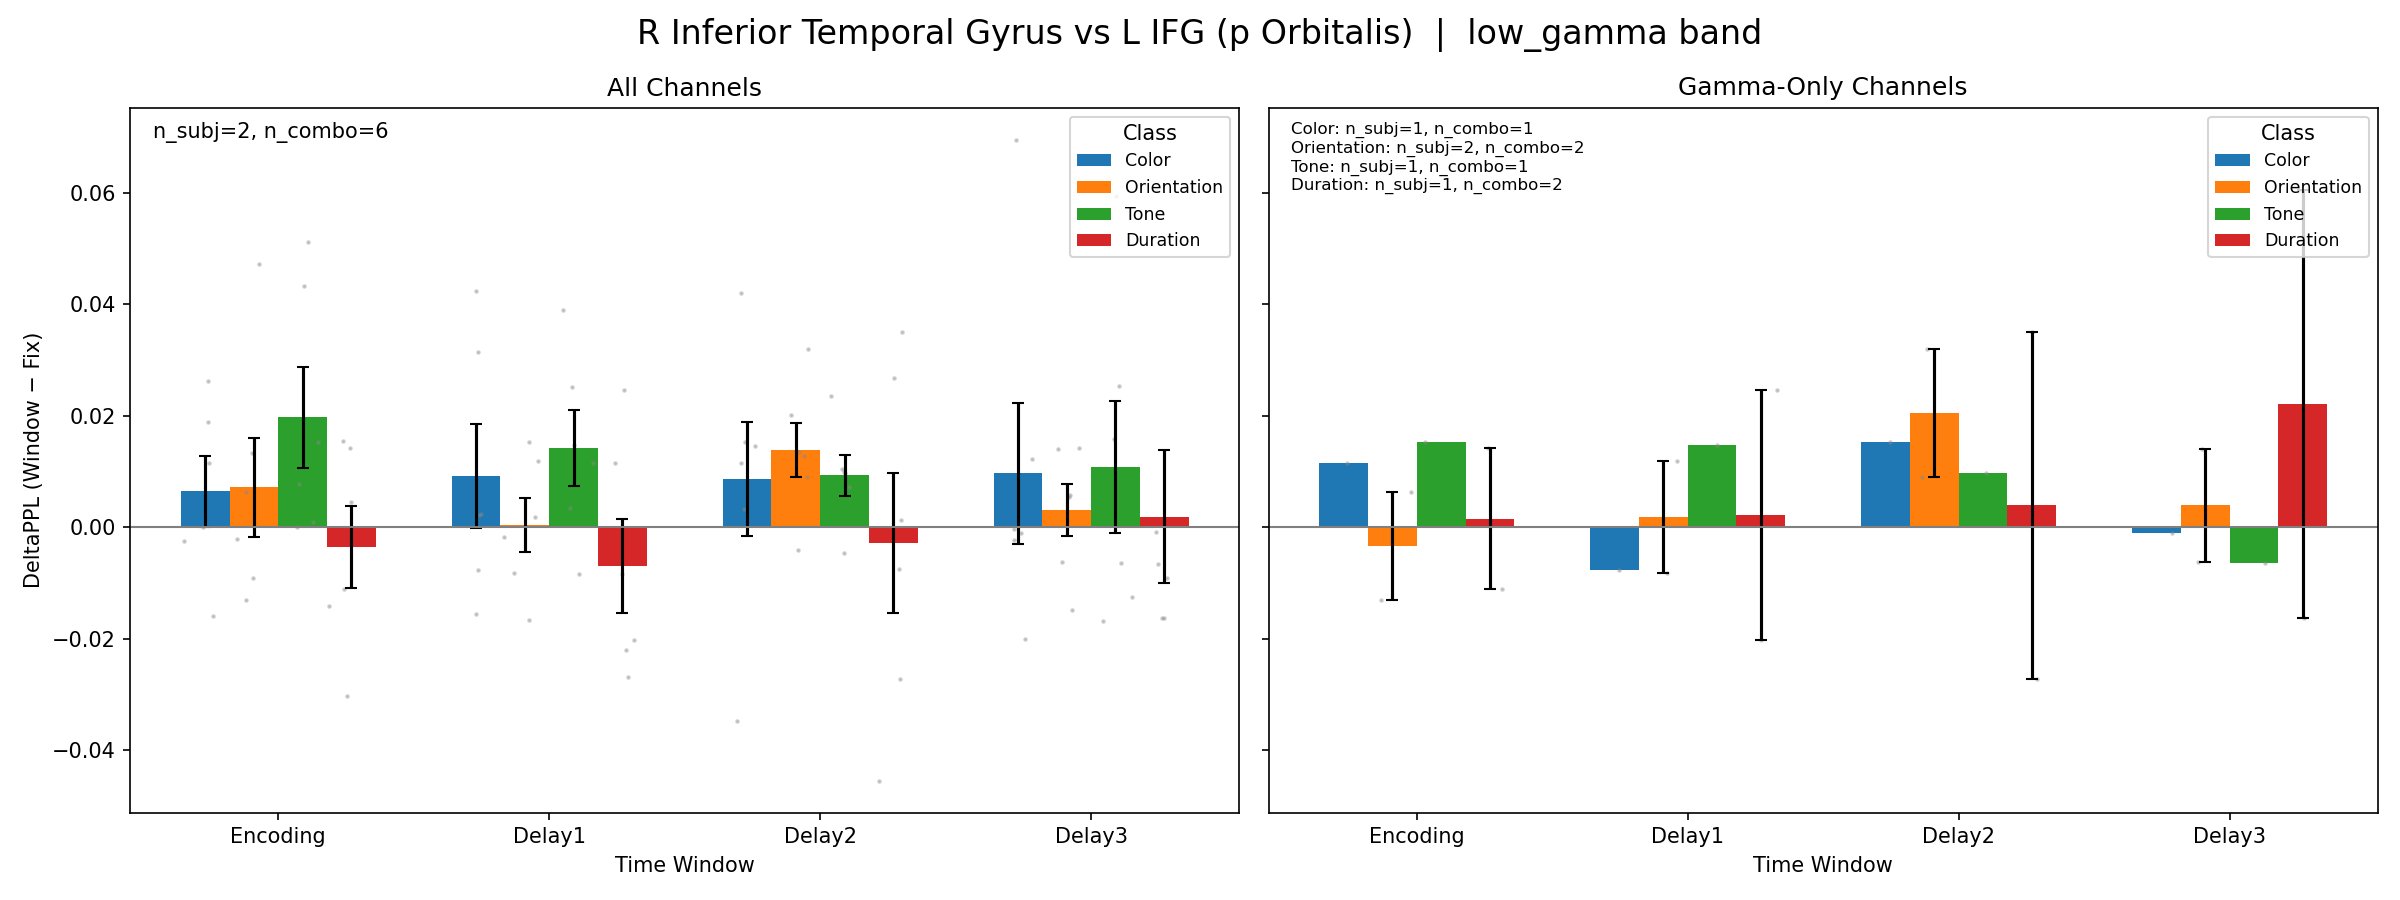 R Inferior Temporal Gyrus vs L IFG (p Orbitalis)  |  low_gamma band
All Channels
n_subj=2, n_combo=6
Class
Color
Orientation
Tone
Duration
DeltaPPL (Window − Fix)
0.06
0.04
0.02
0.00
−0.02
−0.04
Encoding
Delay1
Delay2
Delay3
Time Window
Gamma-Only Channels
Color: n_subj=1, n_combo=1
Orientation: n_subj=2, n_combo=2
Tone: n_subj=1, n_combo=1
Duration: n_subj=1, n_combo=2
Class
Color
Orientation
Tone
Duration
Encoding
Delay1
Delay2
Delay3
Time Window